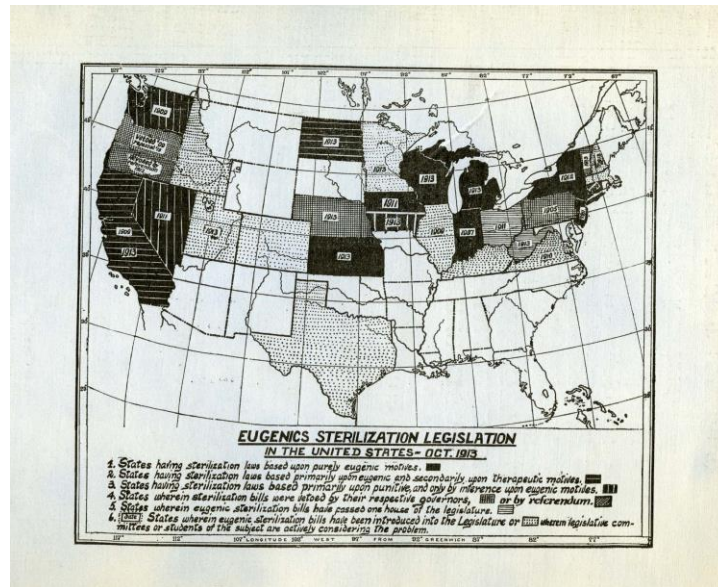 1909
1913
1913
1913
1911
1913
1912
1913
1911
1913
1905
1909
1907
1911
1909
1913
1913
1913
EUGENICS STERILIZATION LEGISLATION
IN THE UNITED STATES - OCT. 1913
1. States having sterilization laws based upon purely eugenic motives.
2. States having sterilization laws based primarily upon eugenic and secondarily upon therapeutic motives.
3. States having sterilization laws based primarily upon punitive, and only by inference upon eugenic motives.
4. States wherein sterilization bills were vetoed by their respective governors, or by referendum.
5. States wherein eugenic sterilization bills have passed one house of the legislature.
6. Date States wherein eugenic sterilization bills have been introduced into the Legislature or wherein legislative com-
mittees or students of the subject are actively considering the problem.
LONGITUDE WEST FROM GREENWICH